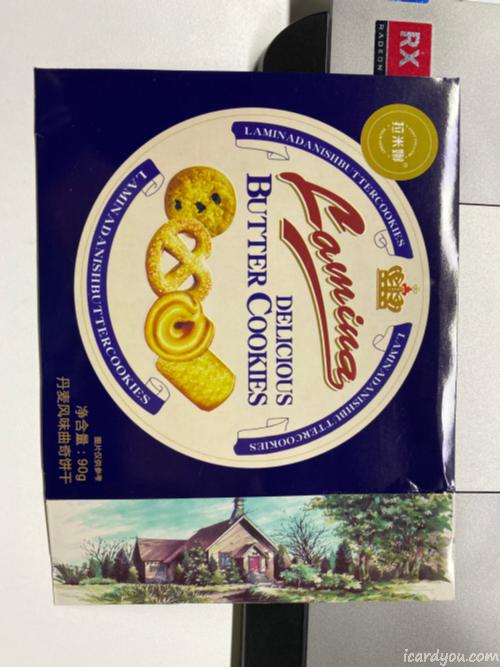 拉米娜
LAMINADANISHBUTTERCOOKIES
LAMINADANISHBUTTERCOOKIES
Lamina
DELICIOUS
BUTTER COOKIES
LAMINADANISHBUTTERCOOKIES
LAMINADANISHBUTTERCOOKIES
图片仅供参考
净含量：90g
丹麦风味曲奇饼干
RX
RADEON
icardyou.com